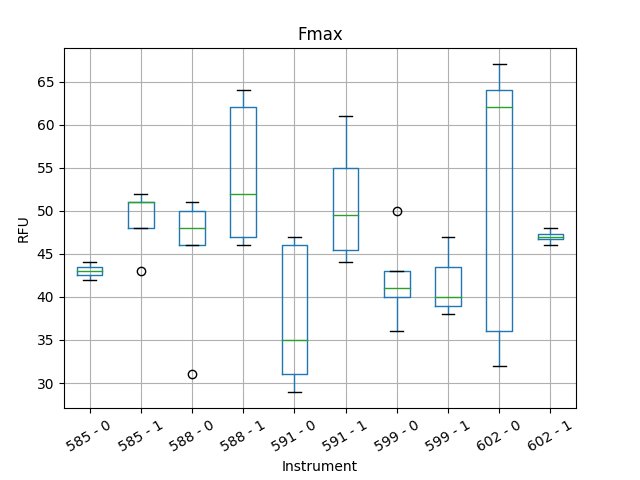 Fmax
RFU
65
60
55
50
45
40
35
30
585 - 0
585 - 1
588 - 0
588 - 1
591 - 0
591 - 1
599 - 0
599 - 1
602 - 0
602 - 1
Instrument